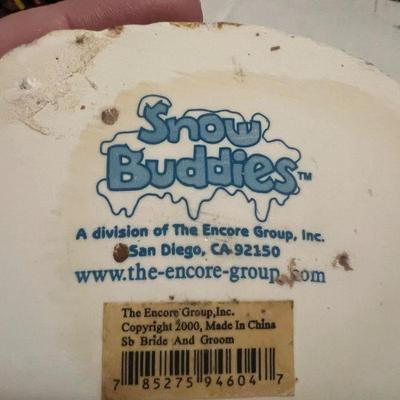 Snow
Buddies™
A division of The Encore Group, Inc.
San Diego, CA 92150
www.the-encore-group.com
The Encore Group,Inc.
Copyright 2000, Made In China
Sb Bride And Groom
7 85275 94604 7